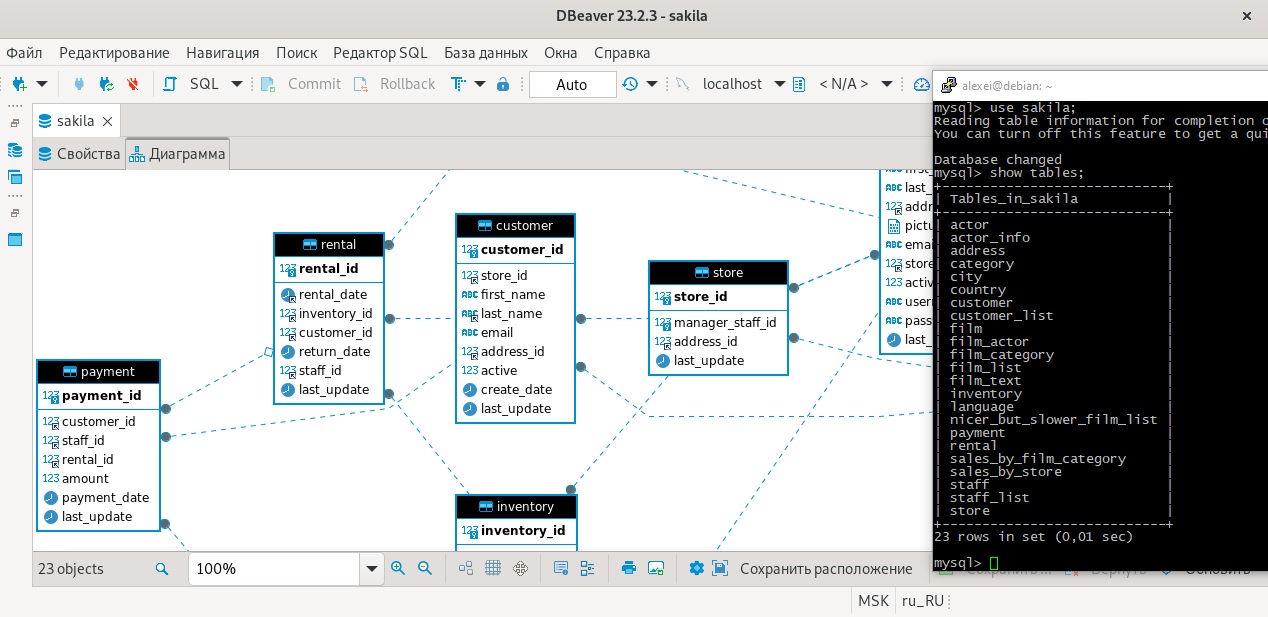 DBeaver 23.2.3 - sakila
Файл Редактирование Навигация Поиск Редактор SQL База данных Окна Справка
SQL Commit Rollback Auto localhost < N/A >
sakila
Свойства Диаграмма
rental
rental_id
rental_date
inventory_id
customer_id
return_date
staff_id
last_update
customer
customer_id
store_id
first_name
last_name
email
address_id
active
create_date
last_update
store
store_id
manager_staff_id
address_id
last_update
last_
addr
pictu
emai
store
activ
usern
pass
last_
payment
payment_id
customer_id
staff_id
rental_id
amount
payment_date
last_update
inventory
inventory_id
23 objects 100% Сохранить расположение
MSK ru_RU
alexei@debian: ~
mysql> use sakila;
Reading table information for completion o
You can turn off this feature to get a qui
Database changed
mysql> show tables;
+----------------------------+
| Tables_in_sakila |
+----------------------------+
| actor |
| actor_info |
| address |
| category |
| city |
| country |
| customer |
| customer_list |
| film |
| film_actor |
| film_category |
| film_list |
| film_text |
| inventory |
| language |
| nicer_but_slower_film_list |
| payment |
| rental |
| sales_by_film_category |
| sales_by_store |
| staff |
| staff_list |
| store |
+----------------------------+
23 rows in set (0,01 sec)
mysql>